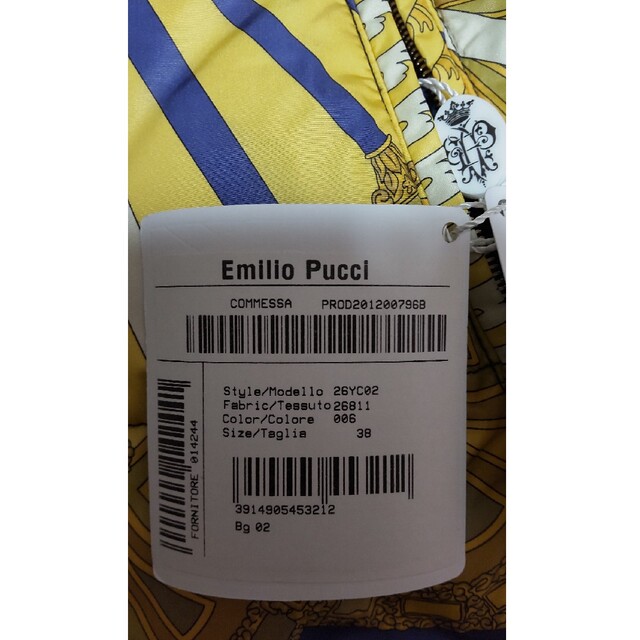 Emilio Pucci
COMMESSA PROD201200796B
Style/Modello 26YC02
Fabric/Tessuto 26811
Color/Colore 006
Size/Taglia 38
3914905453212
Bg 02
FORNITORE 014244